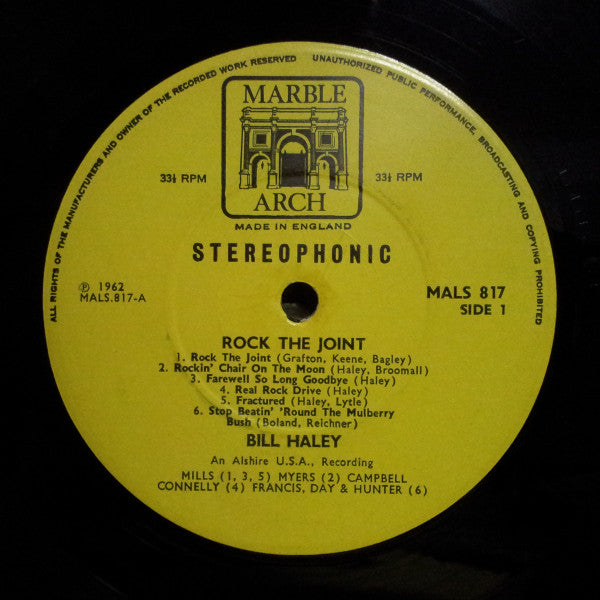 ALL RIGHTS OF THE MANUFACTURERS AND OWNER OF THE RECORDED WORK RESERVED
UNAUTHORIZED PUBLIC PERFORMANCE, BROADCASTING AND COPYING PROHIBITED
MARBLE
33⅓ RPM
33⅓ RPM
ARCH
MADE IN ENGLAND
STEREOPHONIC
℗ 1962
MALS.817-A
MALS 817
SIDE 1
ROCK THE JOINT
1. Rock The Joint (Grafton, Keene, Bagley)
2. Rockin' Chair On The Moon (Haley, Broomall)
3. Farewell So Long Goodbye (Haley)
4. Real Rock Drive (Haley)
5. Fractured (Haley, Lytle)
6. Stop Beatin' 'Round The Mulberry
Bush (Boland, Reichner)
BILL HALEY
An Alshire U.S.A., Recording
MILLS (1, 3, 5) MYERS (2) CAMPBELL
CONNELLY (4) FRANCIS, DAY & HUNTER (6)